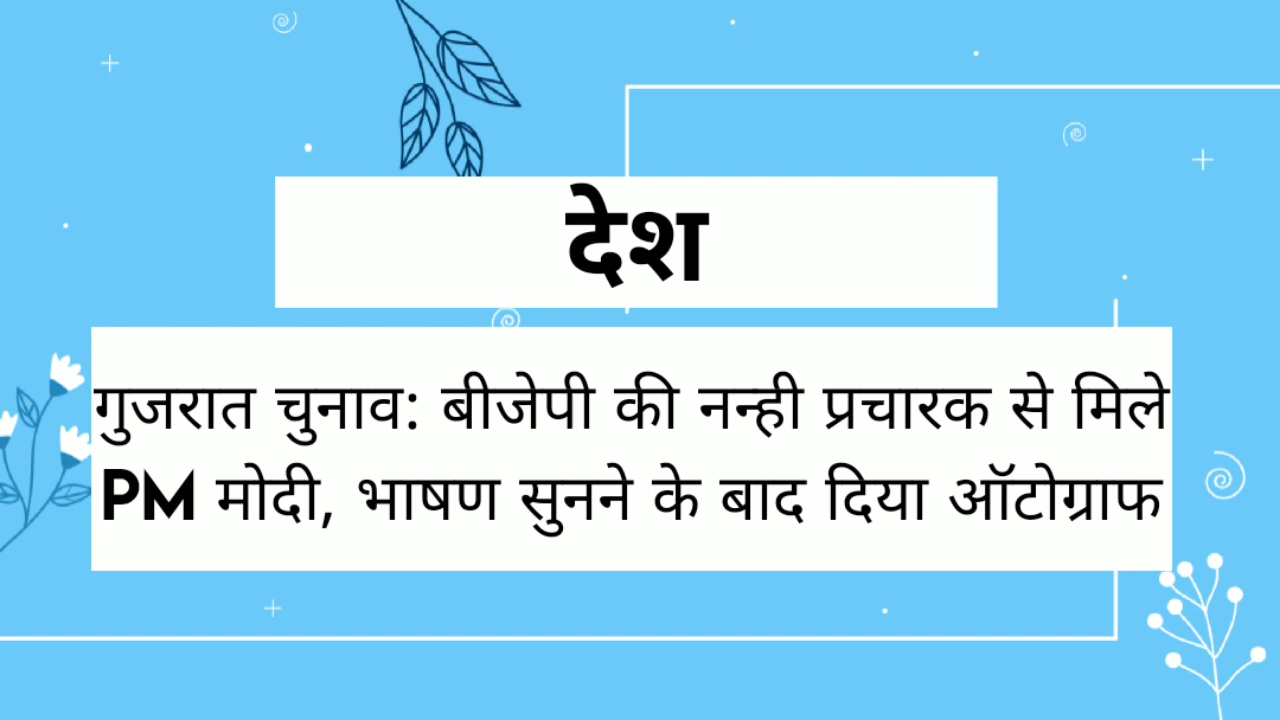 देश
गुजरात चुनाव: बीजेपी की नन्ही प्रचारक से मिले
PM मोदी, भाषण सुनने के बाद दिया ऑटोग्राफ